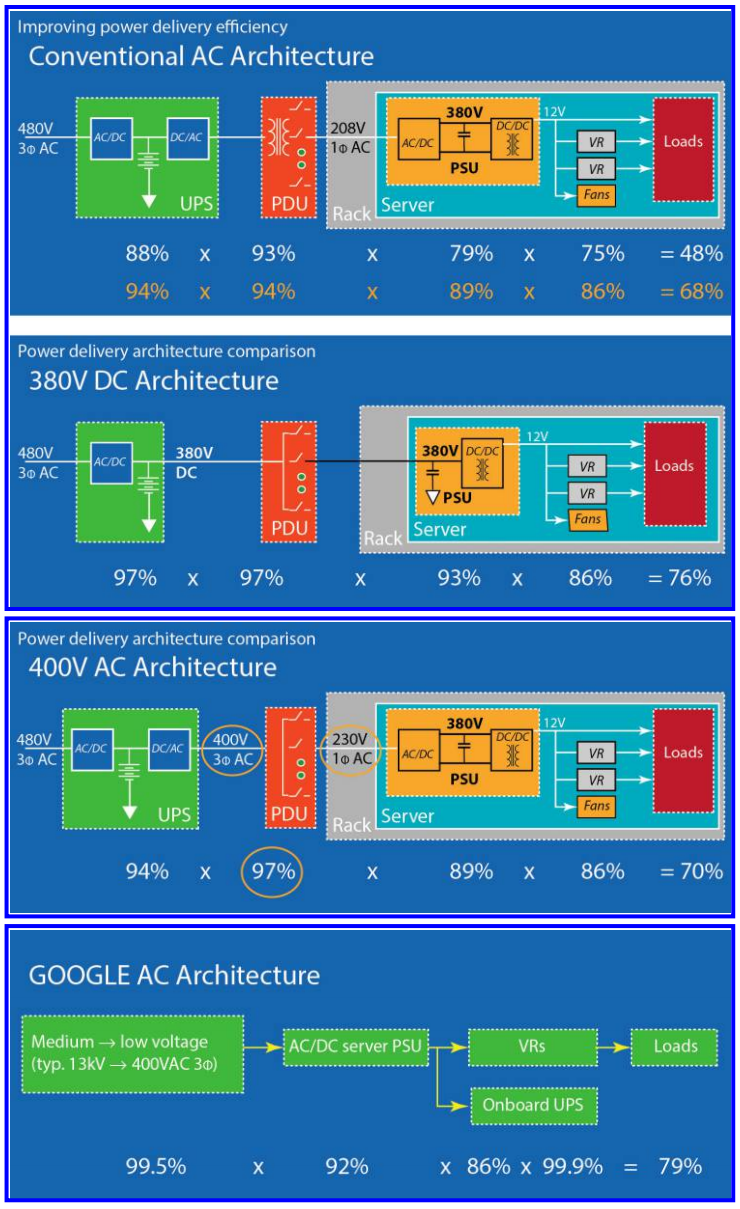 Improving power delivery efficiency
Conventional AC Architecture
480V
3Φ AC
AC/DC
DC/AC
UPS
PDU
208V
1Φ AC
Rack
Server
AC/DC
380V
PSU
DC/DC
12V
VR
VR
Fans
Loads
88% x 93% x 79% x 75% = 48%
94% x 94% x 89% x 86% = 68%
Power delivery architecture comparison
380V DC Architecture
480V
3Φ AC
AC/DC
380V
DC
PDU
Rack
Server
380V
PSU
DC/DC
12V
VR
VR
Fans
Loads
97% x 97% x 93% x 86% = 76%
Power delivery architecture comparison
400V AC Architecture
480V
3Φ AC
AC/DC
DC/AC
UPS
400V
3Φ AC
PDU
230V
1Φ AC
Rack
Server
AC/DC
380V
PSU
DC/DC
12V
VR
VR
Fans
Loads
94% x 97% x 89% x 86% = 70%
GOOGLE AC Architecture
Medium → low voltage
(typ. 13kV → 400VAC 3Φ)
AC/DC server PSU
VRs
Loads
Onboard UPS
99.5% x 92% x 86% x 99.9% = 79%